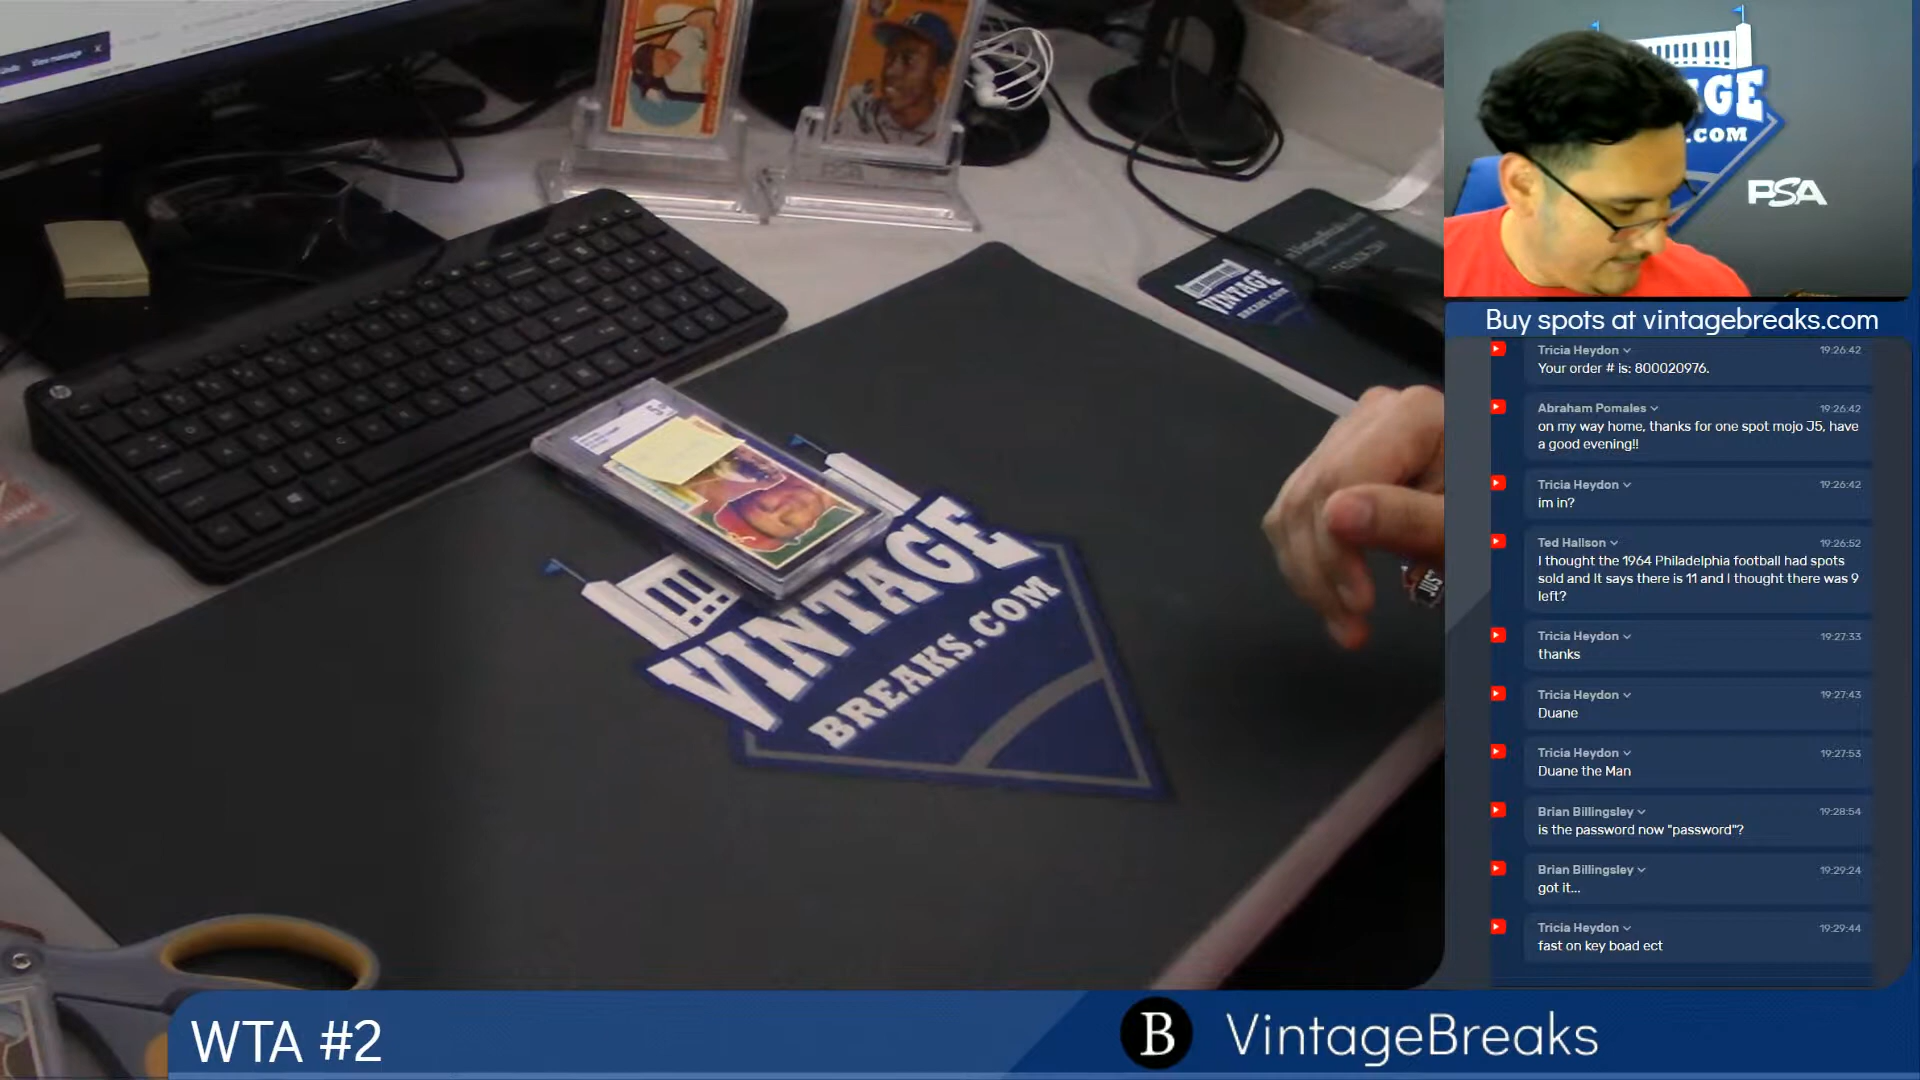 View message
VINTAGE
BREAKS.COM
VINTAGE
BREAKS.COM
GE
.COM
PSA
Buy spots at vintagebreaks.com
Tricia Heydon
19:26:42
Your order # is: 800020976.
Abraham Pomales
19:26:42
on my way home, thanks for one spot mojo J5, have
a good evening!!
Tricia Heydon
19:26:42
im in?
Ted Hallson
19:26:52
I thought the 1964 Philadelphia football had spots
sold and It says there is 11 and I thought there was 9
left?
Tricia Heydon
19:27:33
thanks
Tricia Heydon
19:27:43
Duane
Tricia Heydon
19:27:53
Duane the Man
Brian Billingsley
19:28:54
is the password now "password"?
Brian Billingsley
19:29:24
got it...
Tricia Heydon
19:29:44
fast on key boad ect
WTA #2
B VintageBreaks